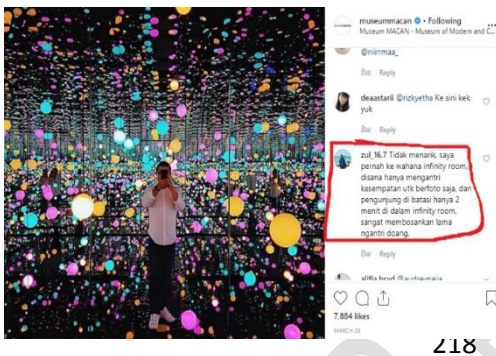 museummacan • Following
Museum MACAN - Museum of Modern and C...
@niirmaa_
8w Reply
deaastarii @rizkyetha Ke sini kek
yuk
8w Reply
zul_16.7 Tidak menarik, saya
pernah ke wahana infinity room,
disana hanya mengantri
kesempatan utk berfoto saja, dan
pengunjung di batasi hanya 2
menit di dalam infinity room,
sangat membosankan lama
ngantri doang.
8w Reply
7.884 likes
MARCH 28
218